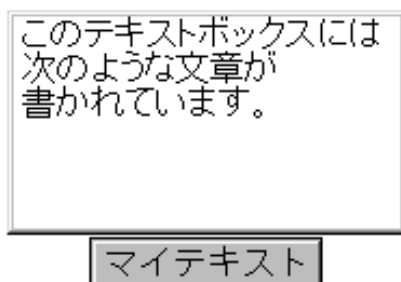 このテキストボックスには
次のような文章が
書かれています。
マイテキスト